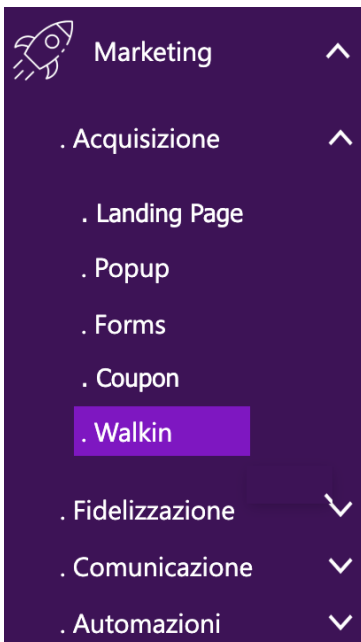 Marketing
. Acquisizione
. Landing Page
. Popup
. Forms
. Coupon
. Walkin
. Fidelizzazione
. Comunicazione
. Automazioni